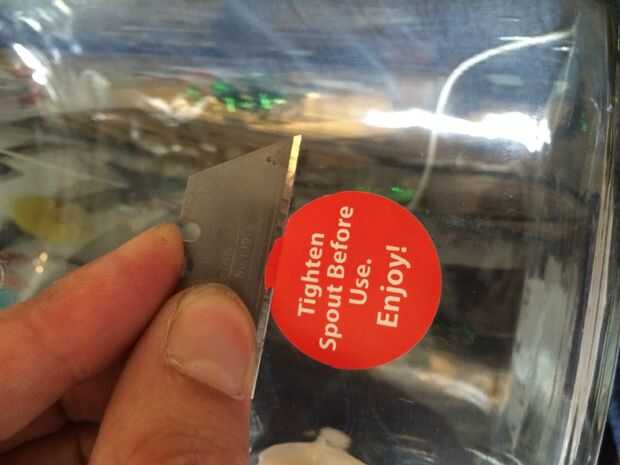 Tighten
Spout Before
Use.
Enjoy!